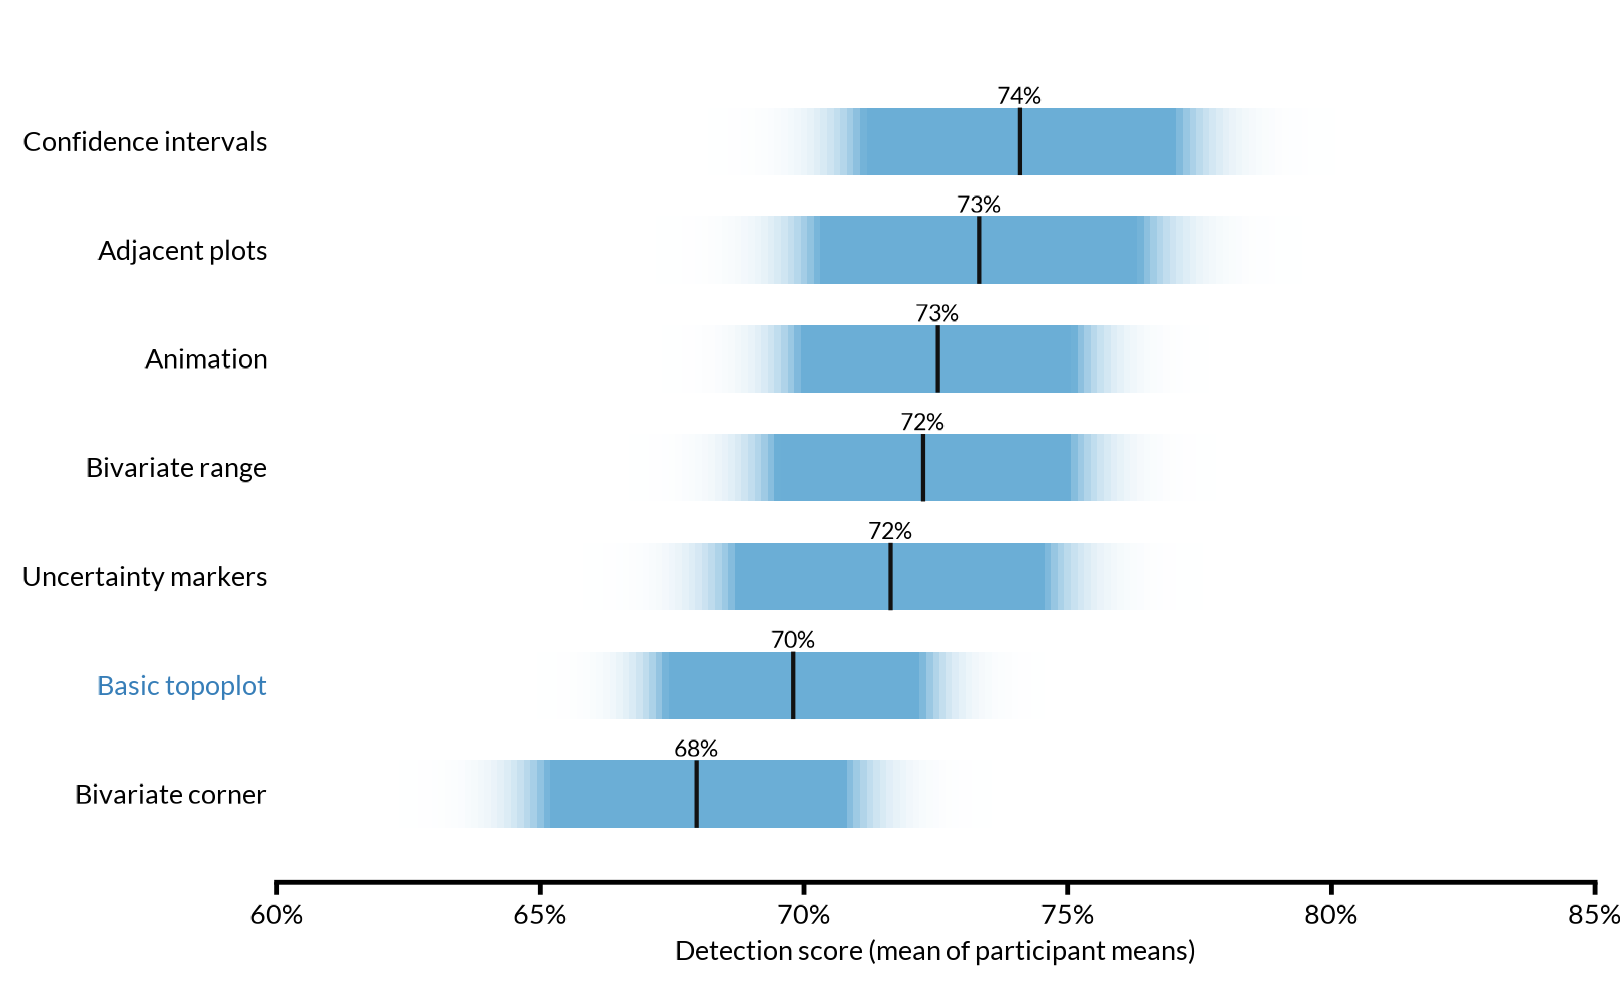 74%
Confidence intervals
73%
Adjacent plots
73%
Animation
72%
Bivariate range
72%
Uncertainty markers
70%
Basic topoplot
68%
Bivariate corner
60% 65% 70% 75% 80% 85%
Detection score (mean of participant means)